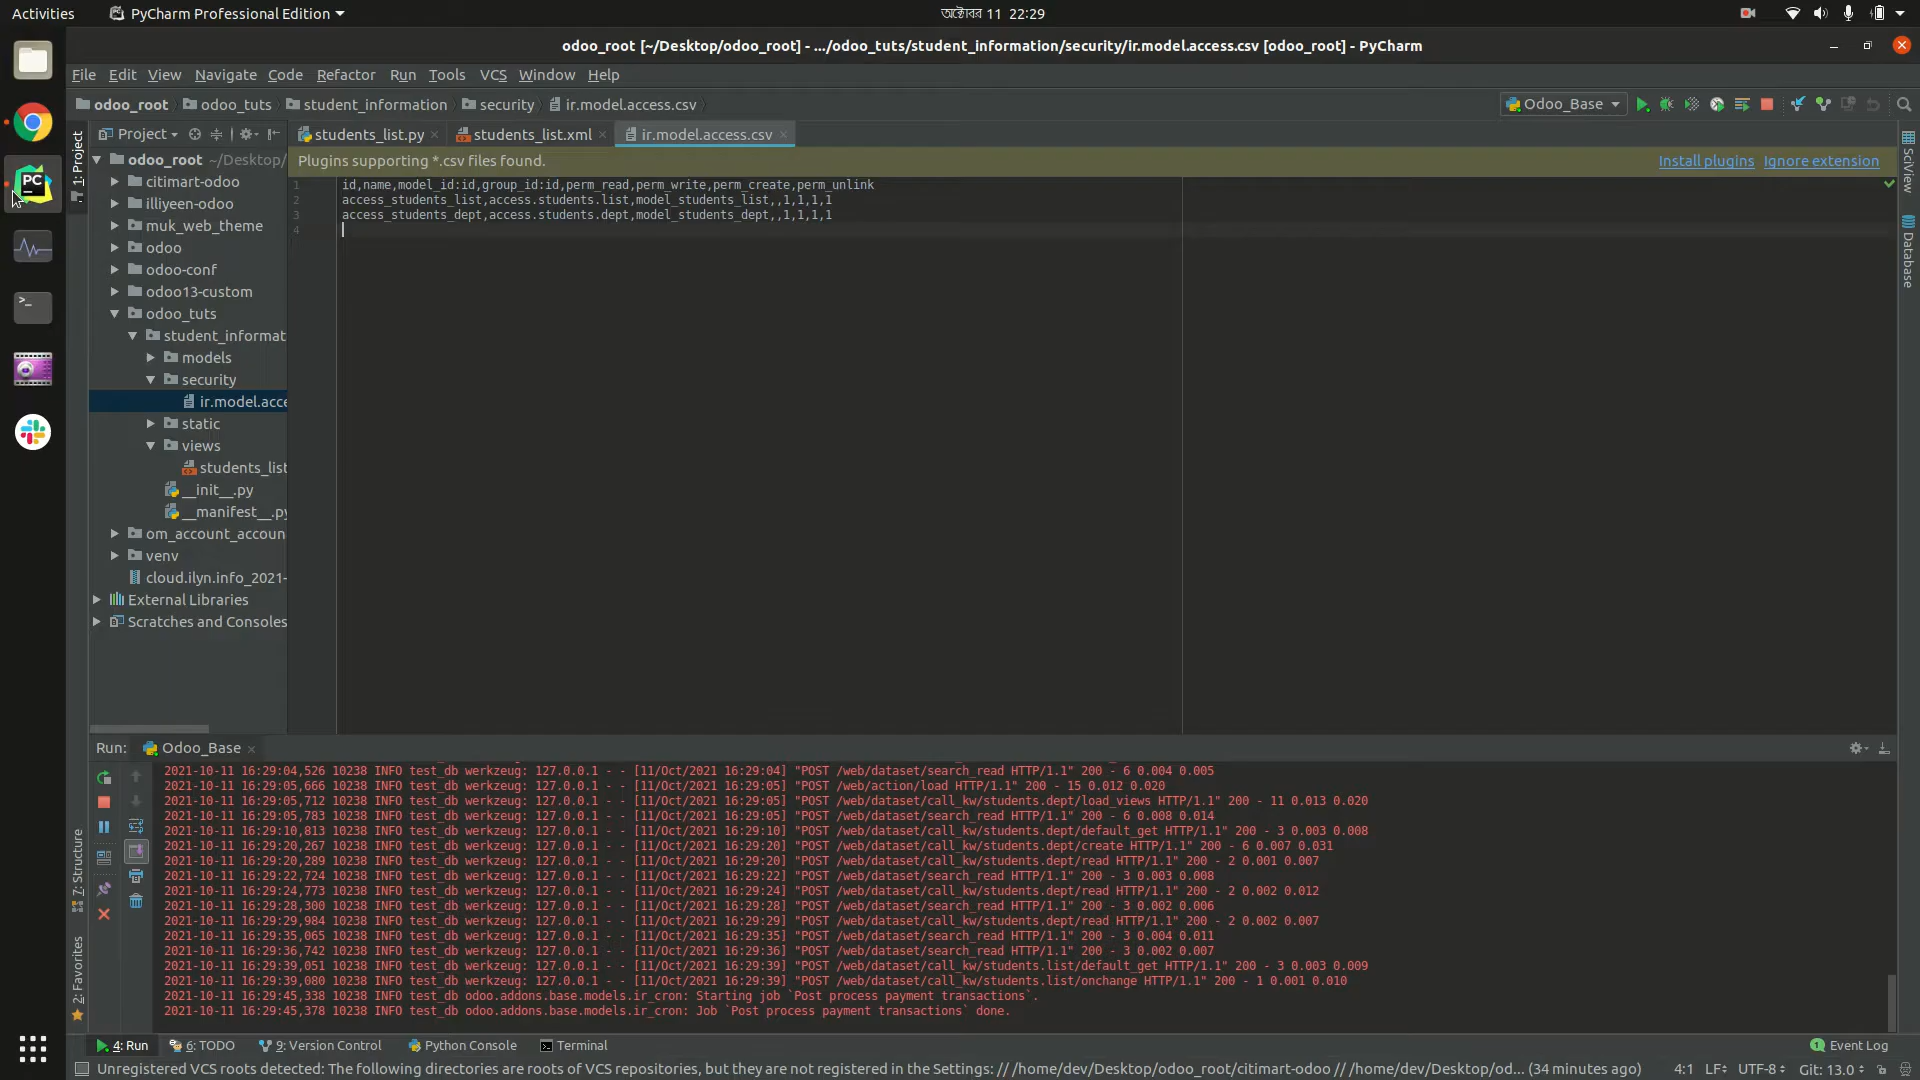 Activities
PyCharm Professional Edition
অক্টোবর 11 22:29
odoo_root [~/Desktop/odoo_root] - .../odoo_tuts/student_information/security/ir.model.access.csv [odoo_root] - PyCharm
File Edit View Navigate Code Refactor Run Tools VCS Window Help
odoo_root odoo_tuts student_information security ir.model.access.csv
Odoo_Base
Project
students_list.py
students_list.xml
ir.model.access.csv
Plugins supporting *.csv files found.
Install plugins Ignore extension
1 id,name,model_id:id,group_id:id,perm_read,perm_write,perm_create,perm_unlink
2 access_students_list,access.students.list,model_students_list,,1,1,1,1
3 access_students_dept,access.students.dept,model_students_dept,,1,1,1,1
4
1: Project
odoo_root ~/Desktop/
citimart-odoo
illiyeen-odoo
muk_web_theme
odoo
odoo-conf
odoo13-custom
odoo_tuts
student_informat
models
security
ir.model.acce
static
views
students_list
__init__.py
__manifest__.py
om_account_accoun
venv
cloud.ilyn.info_2021-
External Libraries
Scratches and Consoles
SciView
Database
PC
Run: Odoo_Base
2021-10-11 16:29:04,526 10238 INFO test_db werkzeug: 127.0.0.1 - - [11/Oct/2021 16:29:04] "POST /web/dataset/search_read HTTP/1.1" 200 - 6 0.004 0.005
2021-10-11 16:29:05,666 10238 INFO test_db werkzeug: 127.0.0.1 - - [11/Oct/2021 16:29:05] "POST /web/action/load HTTP/1.1" 200 - 15 0.012 0.020
2021-10-11 16:29:05,712 10238 INFO test_db werkzeug: 127.0.0.1 - - [11/Oct/2021 16:29:05] "POST /web/dataset/call_kw/students.dept/load_views HTTP/1.1" 200 - 11 0.013 0.020
2021-10-11 16:29:05,783 10238 INFO test_db werkzeug: 127.0.0.1 - - [11/Oct/2021 16:29:05] "POST /web/dataset/search_read HTTP/1.1" 200 - 6 0.008 0.014
2021-10-11 16:29:10,813 10238 INFO test_db werkzeug: 127.0.0.1 - - [11/Oct/2021 16:29:10] "POST /web/dataset/call_kw/students.dept/default_get HTTP/1.1" 200 - 3 0.003 0.008
2021-10-11 16:29:20,267 10238 INFO test_db werkzeug: 127.0.0.1 - - [11/Oct/2021 16:29:20] "POST /web/dataset/call_kw/students.dept/create HTTP/1.1" 200 - 6 0.007 0.031
2021-10-11 16:29:20,289 10238 INFO test_db werkzeug: 127.0.0.1 - - [11/Oct/2021 16:29:20] "POST /web/dataset/call_kw/students.dept/read HTTP/1.1" 200 - 2 0.001 0.007
2021-10-11 16:29:22,724 10238 INFO test_db werkzeug: 127.0.0.1 - - [11/Oct/2021 16:29:22] "POST /web/dataset/search_read HTTP/1.1" 200 - 3 0.003 0.008
2021-10-11 16:29:24,773 10238 INFO test_db werkzeug: 127.0.0.1 - - [11/Oct/2021 16:29:24] "POST /web/dataset/call_kw/students.dept/read HTTP/1.1" 200 - 2 0.002 0.012
2021-10-11 16:29:28,300 10238 INFO test_db werkzeug: 127.0.0.1 - - [11/Oct/2021 16:29:28] "POST /web/dataset/search_read HTTP/1.1" 200 - 3 0.002 0.006
2021-10-11 16:29:29,984 10238 INFO test_db werkzeug: 127.0.0.1 - - [11/Oct/2021 16:29:29] "POST /web/dataset/call_kw/students.dept/read HTTP/1.1" 200 - 2 0.002 0.007
2021-10-11 16:29:35,065 10238 INFO test_db werkzeug: 127.0.0.1 - - [11/Oct/2021 16:29:35] "POST /web/dataset/search_read HTTP/1.1" 200 - 3 0.004 0.011
2021-10-11 16:29:36,742 10238 INFO test_db werkzeug: 127.0.0.1 - - [11/Oct/2021 16:29:36] "POST /web/dataset/search_read HTTP/1.1" 200 - 3 0.002 0.007
2021-10-11 16:29:39,051 10238 INFO test_db werkzeug: 127.0.0.1 - - [11/Oct/2021 16:29:39] "POST /web/dataset/call_kw/students.list/default_get HTTP/1.1" 200 - 3 0.003 0.009
2021-10-11 16:29:39,080 10238 INFO test_db werkzeug: 127.0.0.1 - - [11/Oct/2021 16:29:39] "POST /web/dataset/call_kw/students.list/onchange HTTP/1.1" 200 - 1 0.001 0.010
2021-10-11 16:29:45,338 10238 INFO test_db odoo.addons.base.models.ir_cron: Starting job `Post process payment transactions`.
2021-10-11 16:29:45,378 10238 INFO test_db odoo.addons.base.models.ir_cron: Job `Post process payment transactions` done.
7: Structure
2: Favorites
4: Run 6: TODO 9: Version Control Python Console Terminal
1 Event Log
Unregistered VCS roots detected: The following directories are roots of VCS repositories, but they are not registered in the Settings: // /home/dev/Desktop/odoo_root/citimart-odoo // /home/dev/Desktop/od... (34 minutes ago)
4:1 LF UTF-8 Git: 13.0